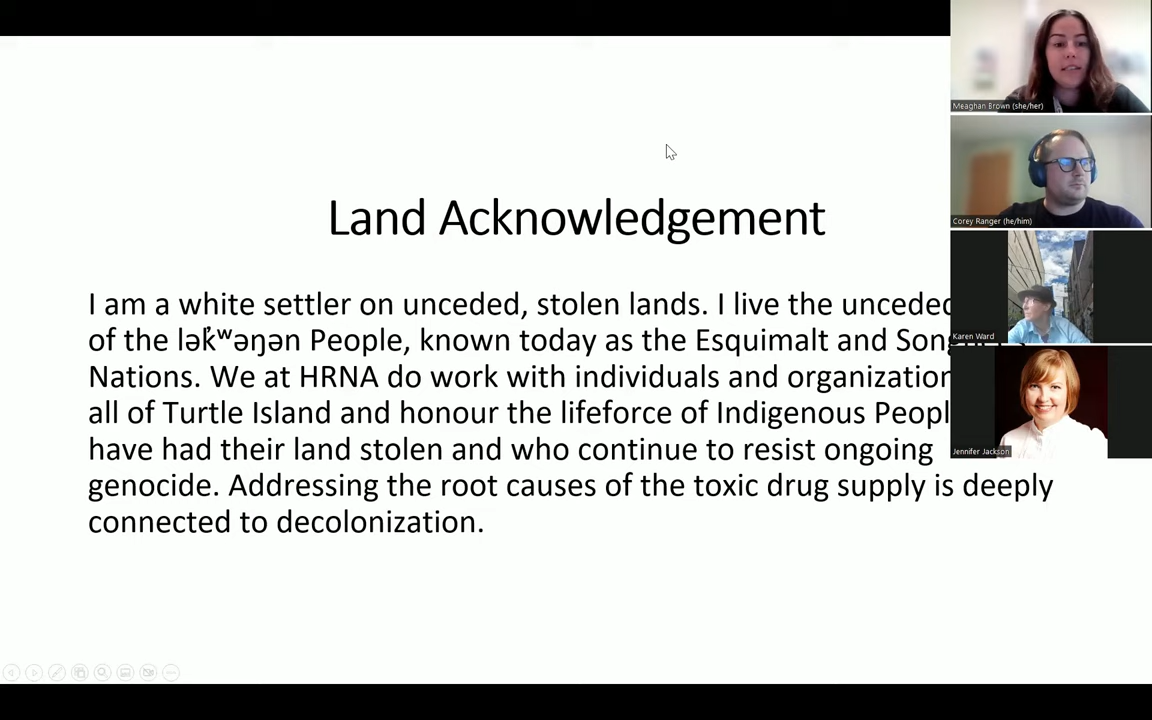 Land Acknowledgement
I am a white settler on unceded, stolen lands. I live the unceded
of the lək̓ʷəŋən People, known today as the Esquimalt and
Nations. We at HRNA do work with individuals and
all of Turtle Island and honour the lifeforce of Indigenous
have had their land stolen and who continue to resist ongoing
genocide. Addressing the root causes of the toxic drug supply is deeply
connected to decolonization.
Meaghan Brown (she/her)
Corey Ranger (he/him)
Karen Ward
Jennifer Jackson